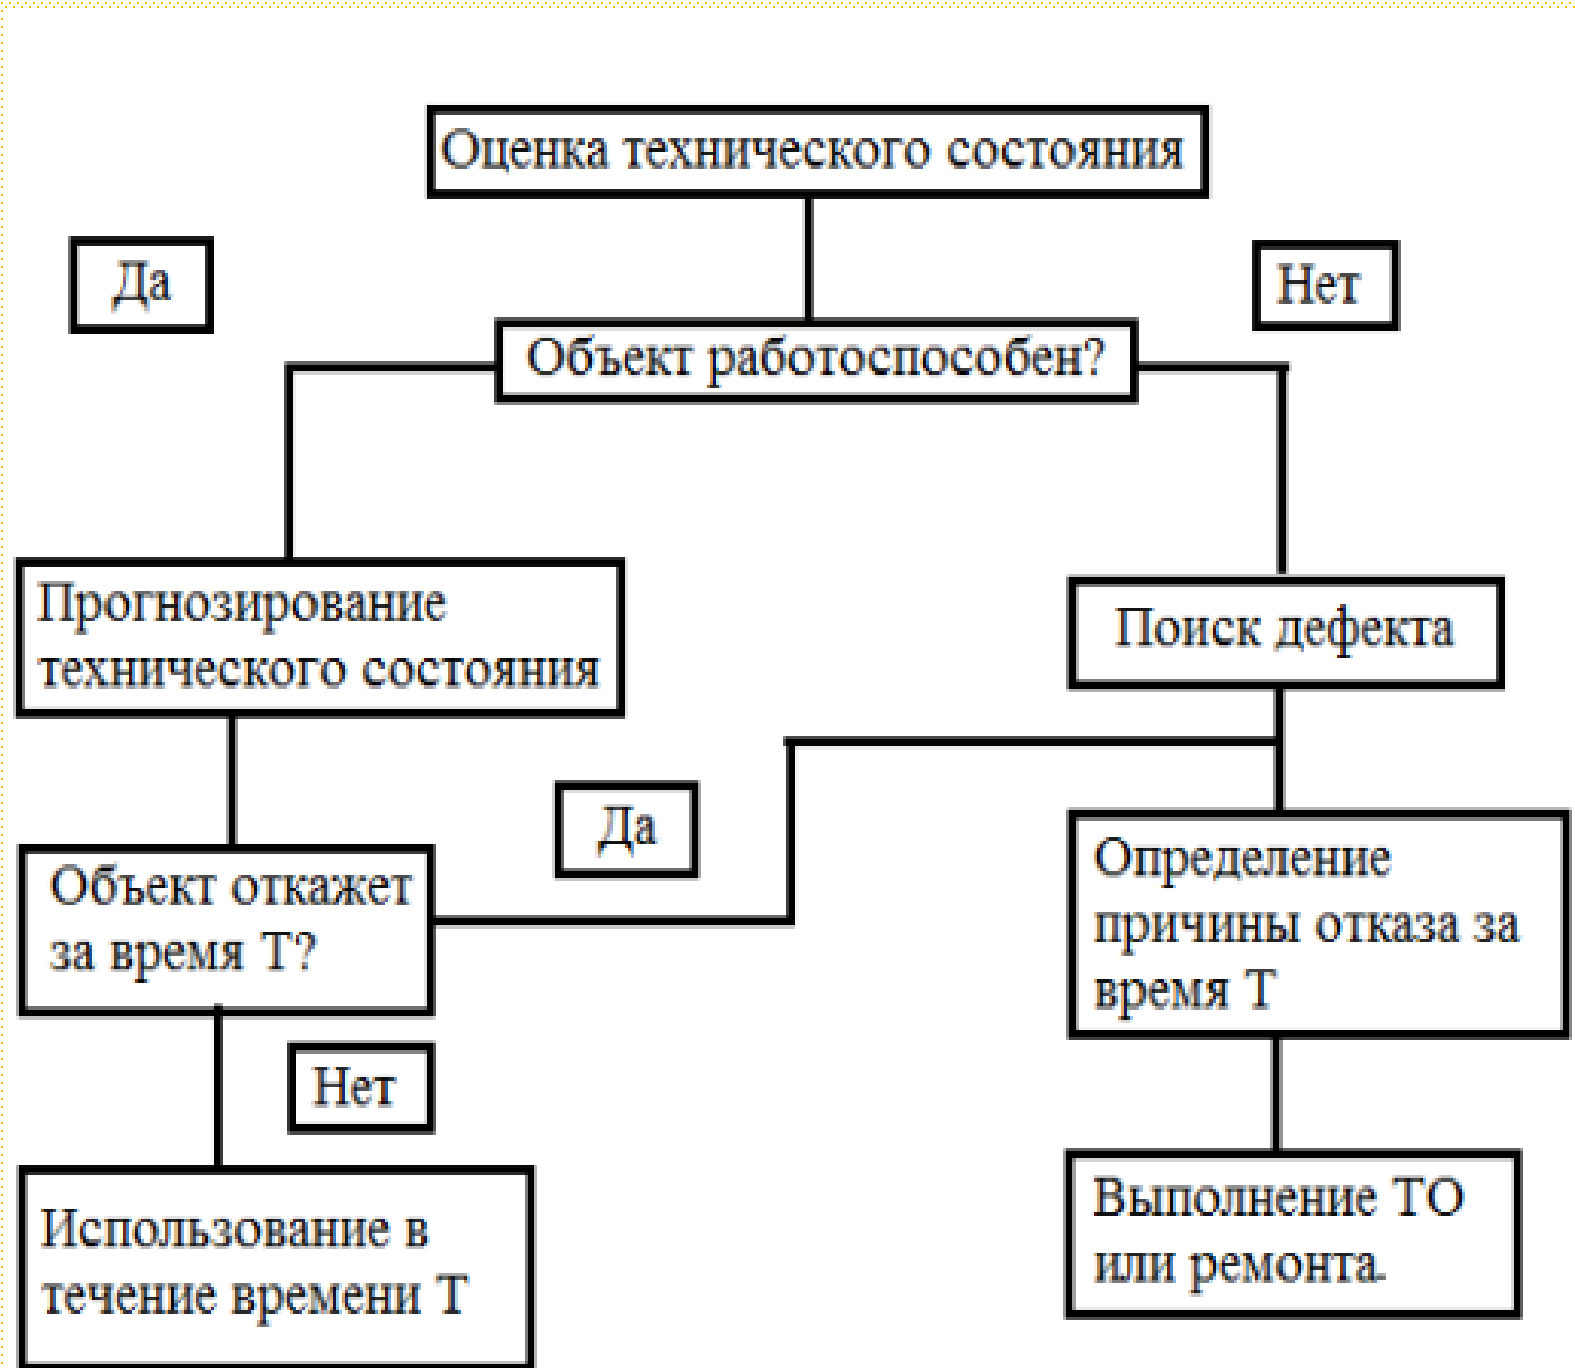 Оценка технического состояния
Да
Нет
Объект работоспособен?
Прогнозирование
технического состояния
Поиск дефекта
Да
Объект откажет
за время Т?
Определение
причины отказа за
время Т
Нет
Использование в
течение времени Т
Выполнение ТО
или ремонта.